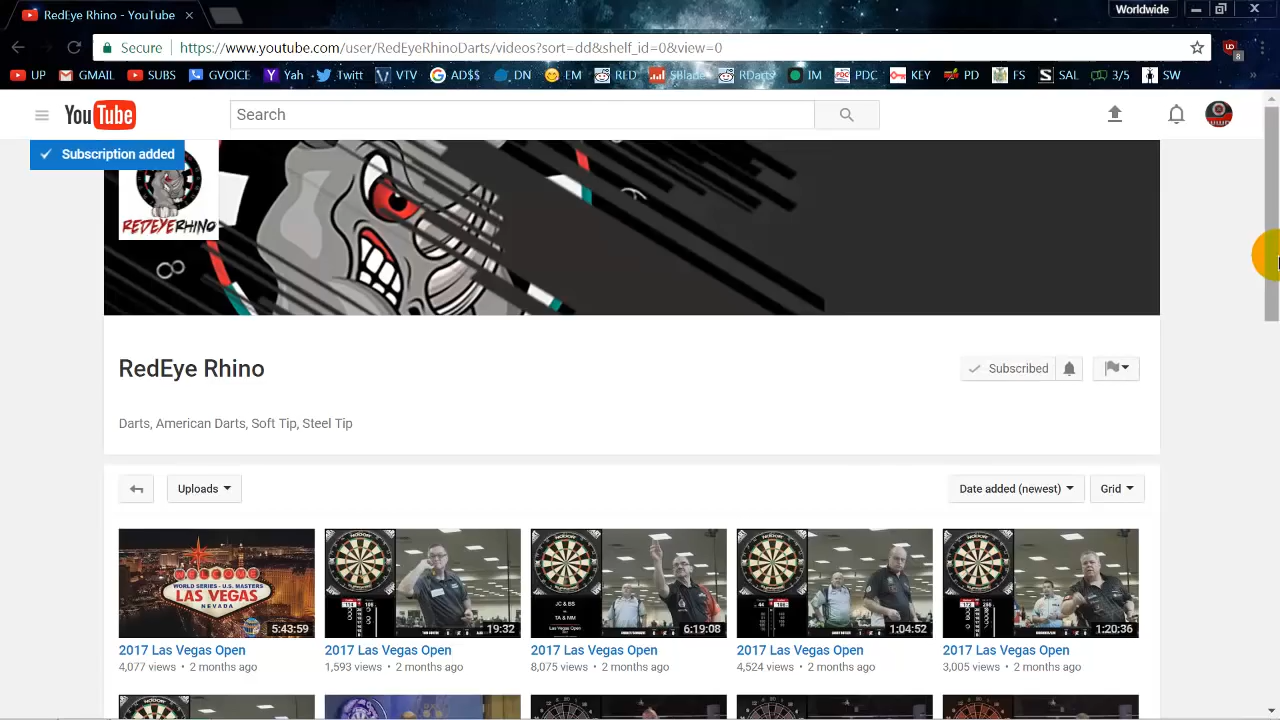 RedEye Rhino - YouTube
Worldwide
Secure https://www.youtube.com/user/RedEyeRhinoDarts/videos?sort=dd&shelf_id=0&view=0
UP GMAIL SUBS GVOICE Yah Twitt VTV AD$$ DN EM RED SBlade RDarts IM PDC KEY PD FS SAL 3/5 SW
YouTube
Search
Subscription added
REDEYERHINO
RedEye Rhino
Subscribed
Darts, American Darts, Soft Tip, Steel Tip
Uploads
Date added (newest)
Grid
WELCOME
WORLD SERIES - U.S. MASTERS
LAS VEGAS
NEVADA
5:43:59
19:32
6:19:08
1:04:52
1:20:36
2017 Las Vegas Open
4,077 views • 2 months ago
2017 Las Vegas Open
1,593 views • 2 months ago
2017 Las Vegas Open
8,075 views • 2 months ago
2017 Las Vegas Open
4,524 views • 2 months ago
2017 Las Vegas Open
3,005 views • 2 months ago